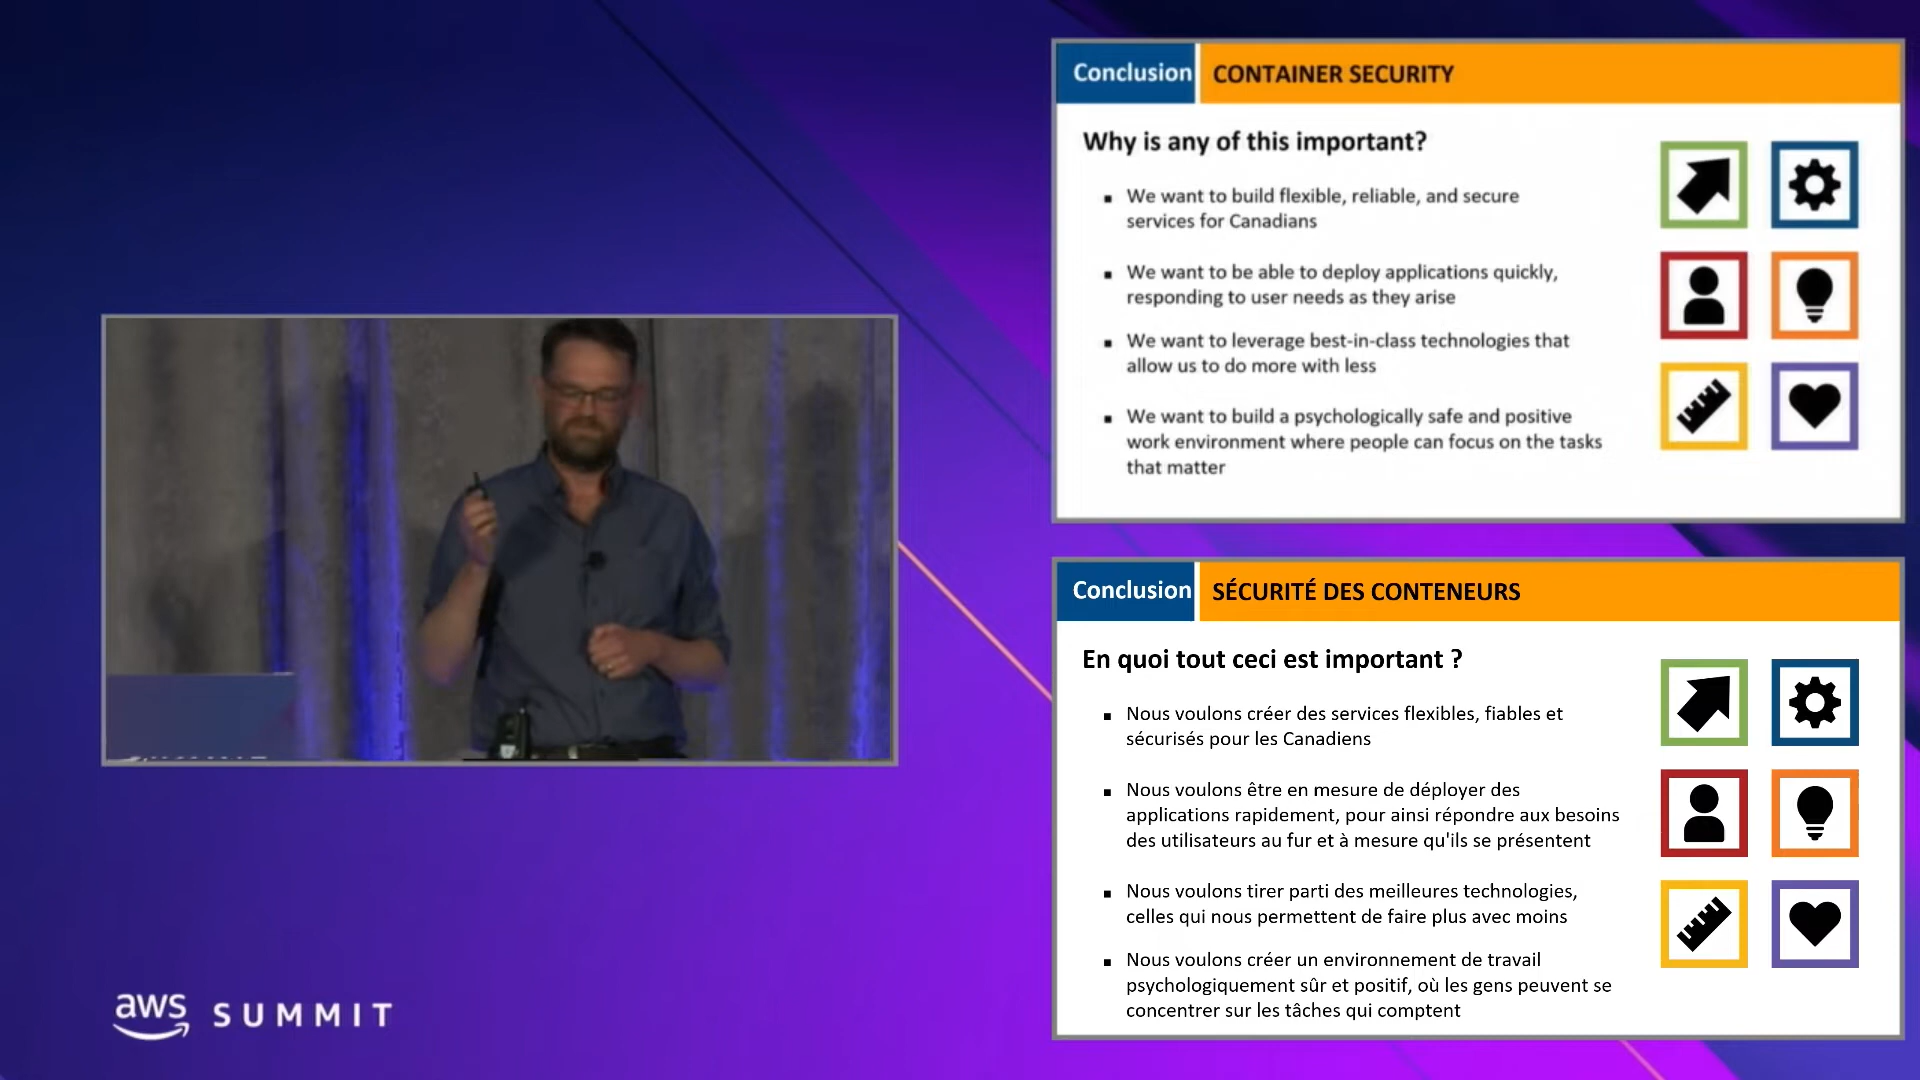 Conclusion
CONTAINER SECURITY
Why is any of this important?
▪ We want to build flexible, reliable, and secure
services for Canadians
▪ We want to be able to deploy applications quickly,
responding to user needs as they arise
▪ We want to leverage best-in-class technologies that
allow us to do more with less
▪ We want to build a psychologically safe and positive
work environment where people can focus on the tasks
that matter
Conclusion
SÉCURITÉ DES CONTENEURS
En quoi tout ceci est important ?
▪ Nous voulons créer des services flexibles, fiables et
sécurisés pour les Canadiens
▪ Nous voulons être en mesure de déployer des
applications rapidement, pour ainsi répondre aux besoins
des utilisateurs au fur et à mesure qu'ils se présentent
▪ Nous voulons tirer parti des meilleures technologies,
celles qui nous permettent de faire plus avec moins
▪ Nous voulons créer un environnement de travail
psychologiquement sûr et positif, où les gens peuvent se
concentrer sur les tâches qui comptent
aws SUMMIT